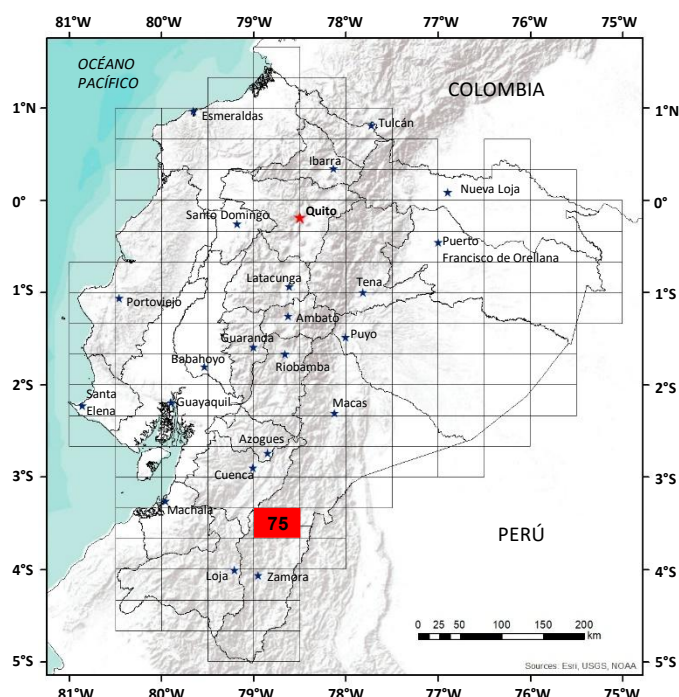 81°W 80°W 79°W 78°W 77°W 76°W 75°W
OCÉANO
PACÍFICO
COLOMBIA
1°N 1°N
Esmeraldas
Tulcán
Ibarra
Nueva Loja
0° 0°
Santo Domingo
Quito
Puerto
Francisco de Orellana
Latacunga
Tena
1°S 1°S
Portoviejo
Ambato
Guaranda
Puyo
Babahoyo
Riobamba
2°S 2°S
Santa
Elena
Guayaquil
Macas
Azogues
3°S 3°S
Cuenca
Machala
75
PERÚ
4°S 4°S
Loja
Zamora
0 25 50 100 150 200
km
5°S 5°S
Sources: Esri, USGS, NOAA
81°W 80°W 79°W 78°W 77°W 76°W 75°W